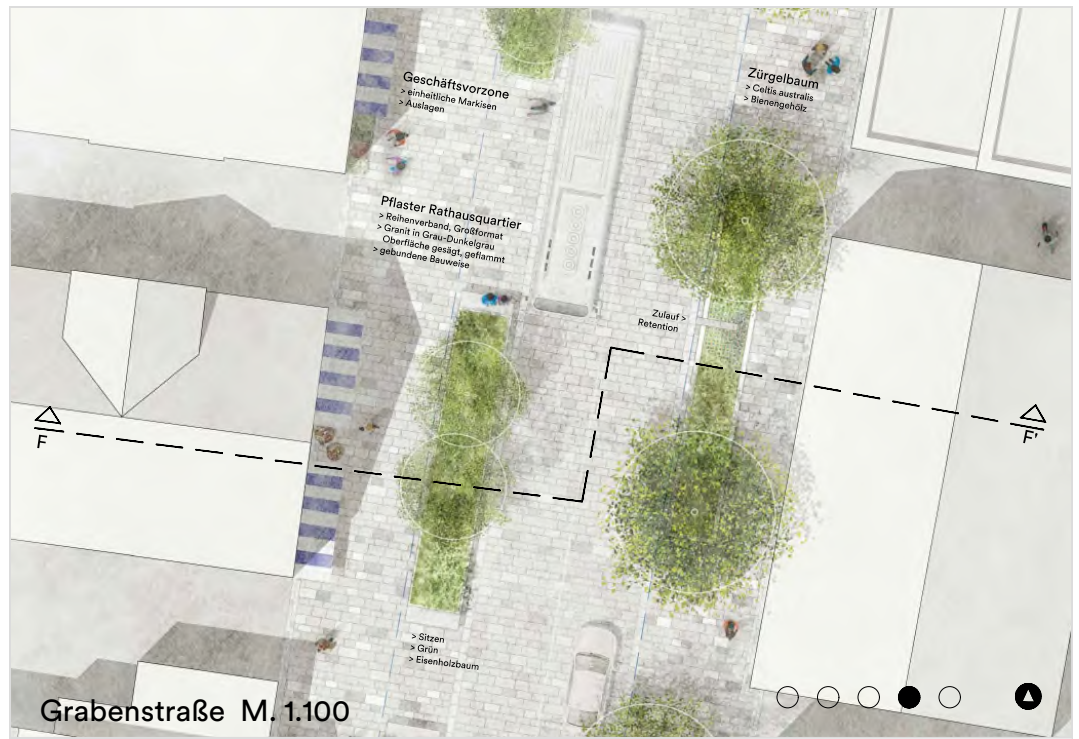 Geschäftsvorzone
> einheitliche Markisen
> Auslagen
Zürgelbaum
> Celtis australis
> Bienengehölz
Pflaster Rathausquartier
> Reihenverband, Großformat
> Granit in Grau-Dunkelgrau
Oberfläche gesägt, geflammt
> gebundene Bauweise
Zulauf >
Retention
F
F'
> Sitzen
> Grün
> Eisenholzbaum
Grabenstraße M. 1.100